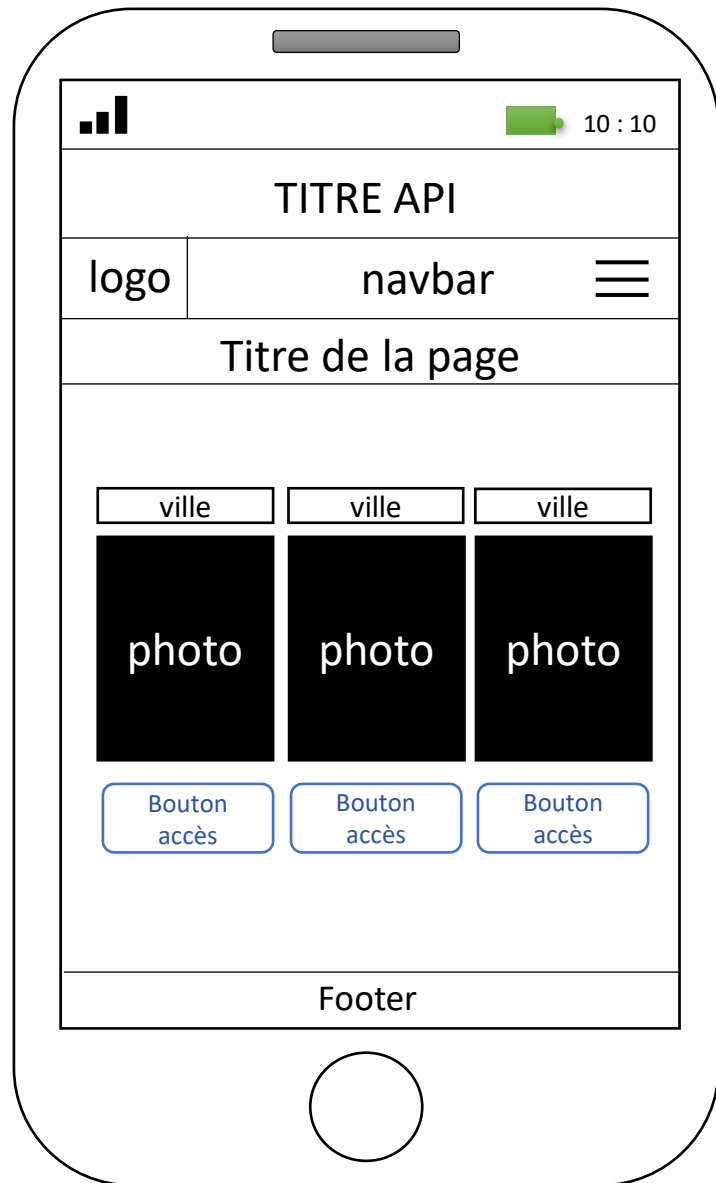 10 : 10
TITRE API
logo navbar
Titre de la page
ville ville ville
photo photo photo
Bouton Bouton Bouton
accès accès accès
Footer